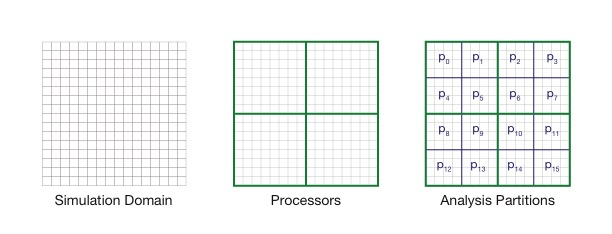 p₀ p₁ p₂ p₃
p₄ p₅ p₆ p₇
p₈ p₉ p₁₀ p₁₁
p₁₂ p₁₃ p₁₄ p₁₅
Simulation Domain Processors Analysis Partitions